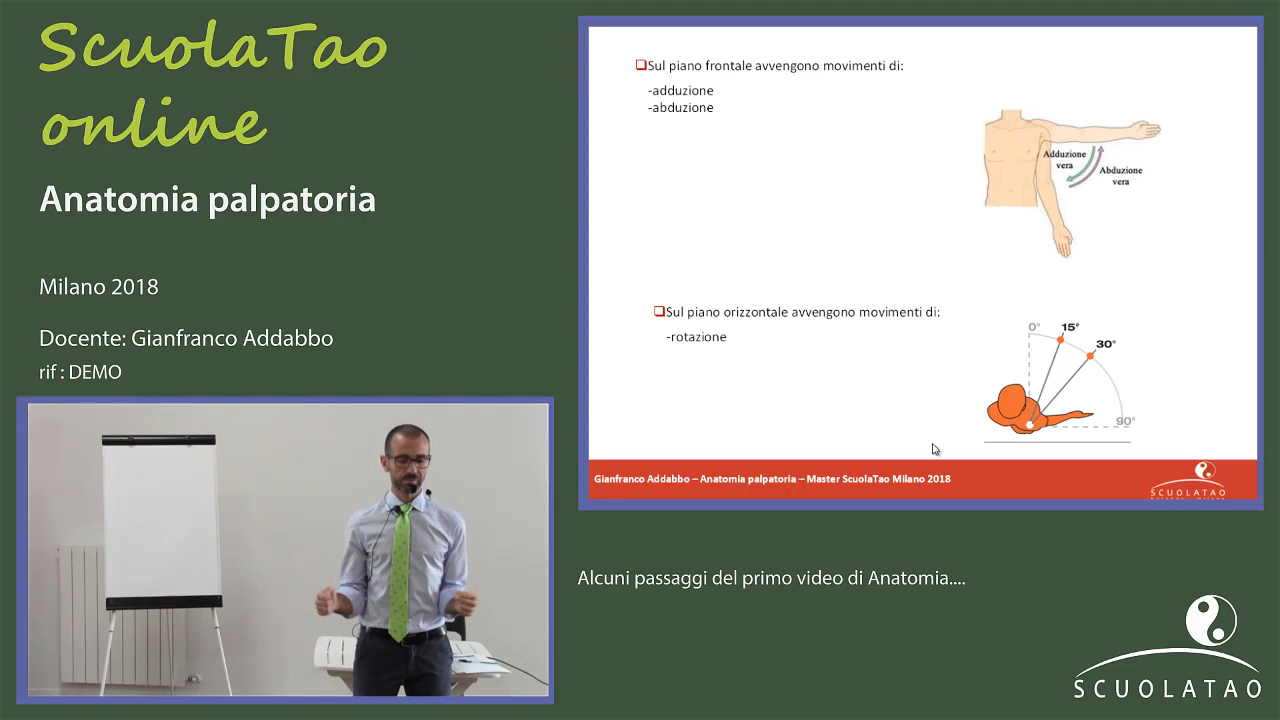 ScuolaTao
online
Anatomia palpatoria
Milano 2018
Docente: Gianfranco Addabbo
rif : DEMO
Sul piano frontale avvengono movimenti di:
-adduzione
-abduzione
Adduzione
vera
Abduzione
vera
Sul piano orizzontale avvengono movimenti di:
-rotazione
0°
15°
30°
90°
Gianfranco Addabbo – Anatomia palpatoria – Master ScuolaTao Milano 2018
SCUOLATAO
Alcuni passaggi del primo video di Anatomia....
SCUOLATAO